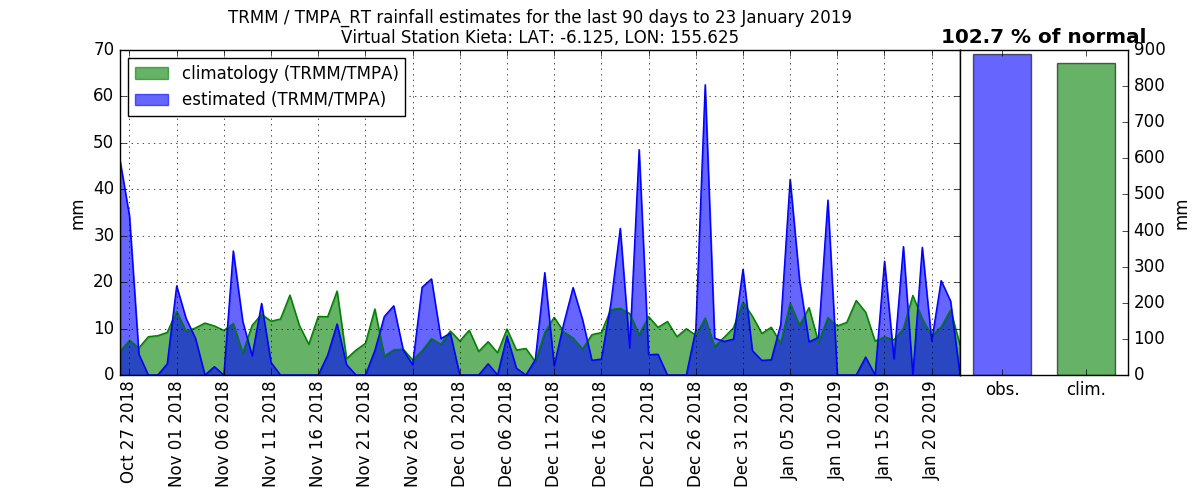 TRMM / TMPA_RT rainfall estimates for the last 90 days to 23 January 2019
Virtual Station Kieta: LAT: -6.125, LON: 155.625
102.7 % of normal
climatology (TRMM/TMPA)
estimated (TRMM/TMPA)
mm
70
60
50
40
30
20
10
0
Oct 27 2018
Nov 01 2018
Nov 06 2018
Nov 11 2018
Nov 16 2018
Nov 21 2018
Nov 26 2018
Dec 01 2018
Dec 06 2018
Dec 11 2018
Dec 16 2018
Dec 21 2018
Dec 26 2018
Dec 31 2018
Jan 05 2019
Jan 10 2019
Jan 15 2019
Jan 20 2019
900
800
700
600
500
400
300
200
100
0
mm
obs.
clim.